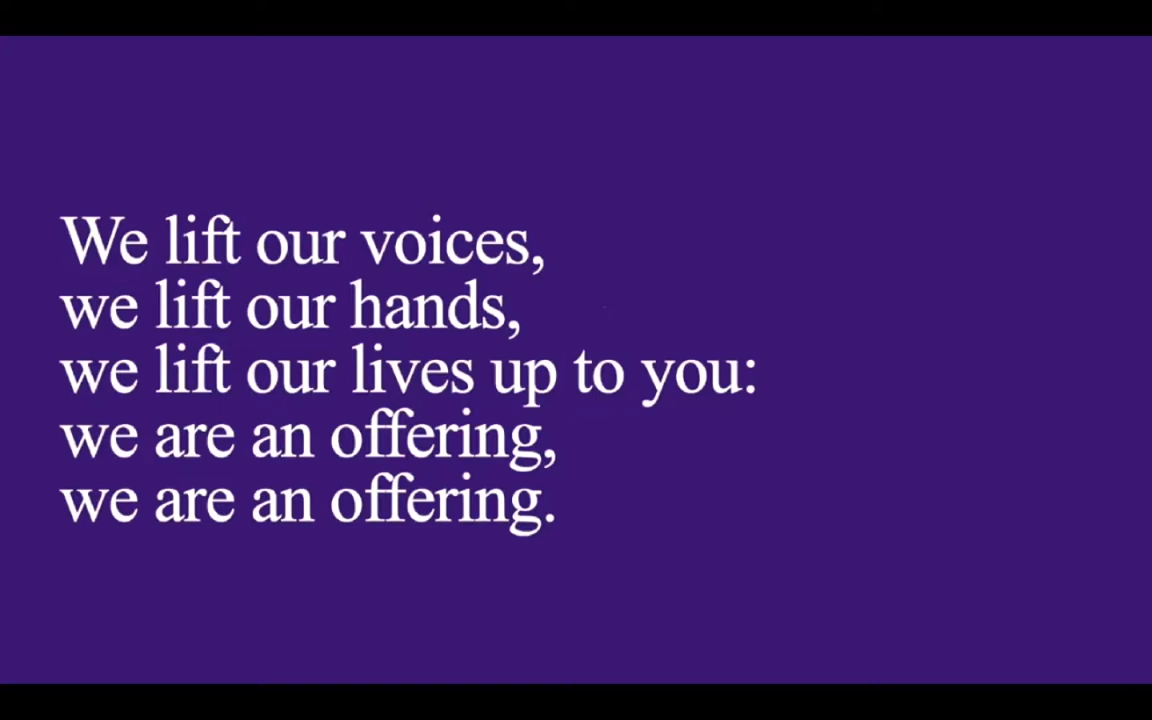 We lift our voices,
we lift our hands,
we lift our lives up to you:
we are an offering,
we are an offering.